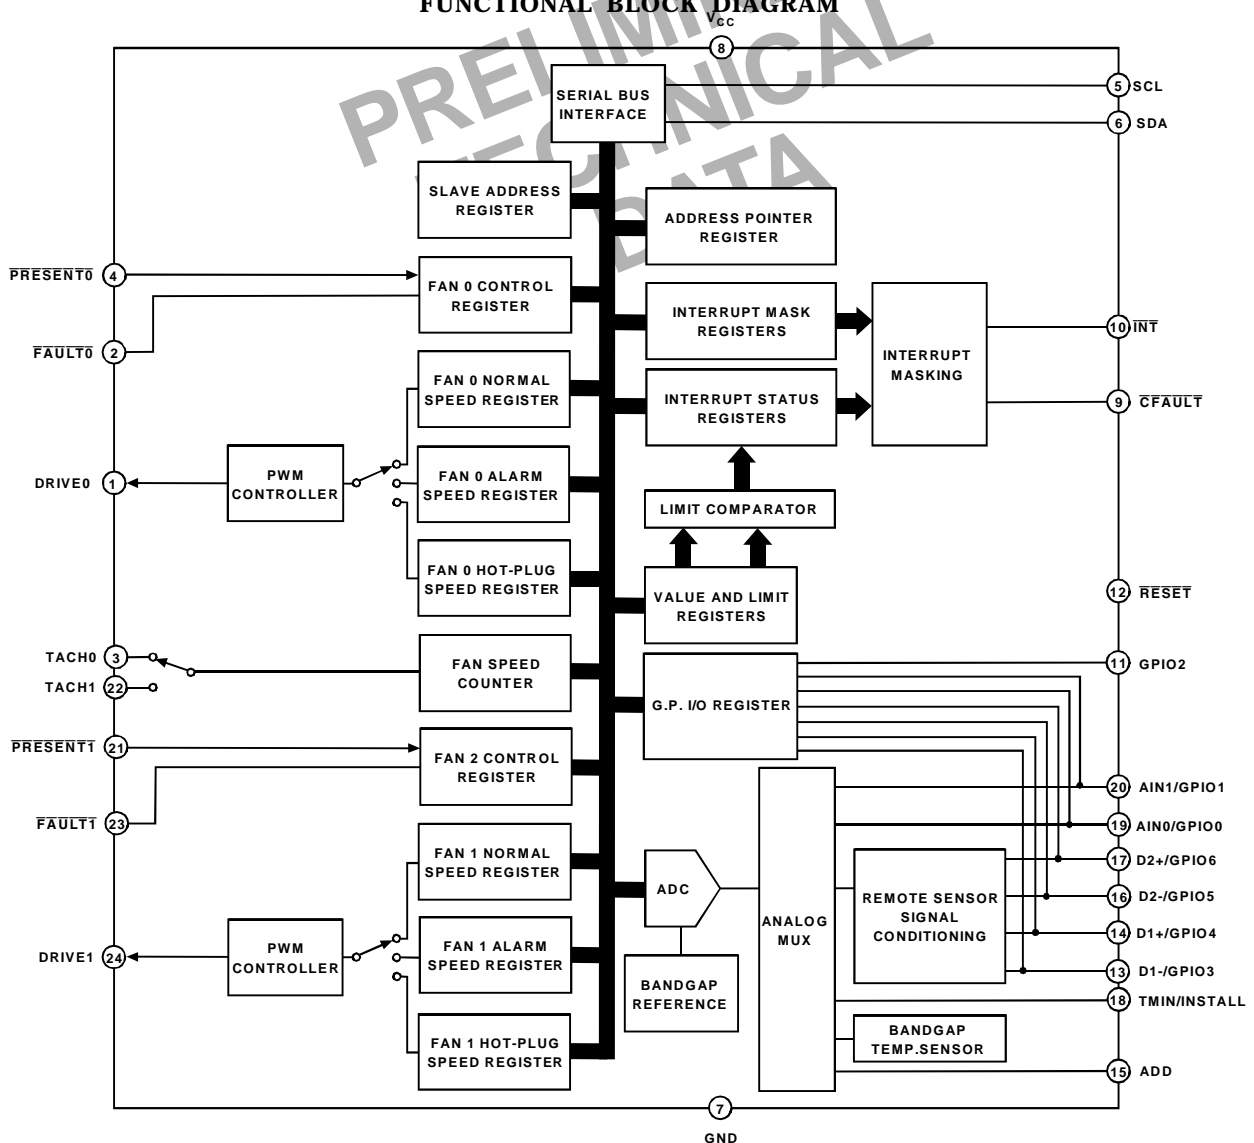 FUNCTIONAL BLOCK DIAGRAM
PRELIMI
TECHNICAL
DATA
VCC
8
SERIAL BUS
INTERFACE
5 SCL
6 SDA
SLAVE ADDRESS
REGISTER
ADDRESS POINTER
REGISTER
PRESENT0 4
FAULT0 2
FAN 0 CONTROL
REGISTER
INTERRUPT MASK
REGISTERS
INTERRUPT
MASKING
10 INT
9 CFAULT
FAN 0 NORMAL
SPEED REGISTER
INTERRUPT STATUS
REGISTERS
DRIVE0 1
PWM
CONTROLLER
FAN 0 ALARM
SPEED REGISTER
LIMIT COMPARATOR
FAN 0 HOT-PLUG
SPEED REGISTER
VALUE AND LIMIT
REGISTERS
12 RESET
TACH0 3
TACH1 22
FAN SPEED
COUNTER
G.P. I/O REGISTER
11 GPIO2
PRESENT1 21
FAULT1 23
FAN 2 CONTROL
REGISTER
20 AIN1/GPIO1
19 AIN0/GPIO0
17 D2+/GPIO6
16 D2-/GPIO5
14 D1+/GPIO4
13 D1-/GPIO3
18 TMIN/INSTALL
15 ADD
FAN 1 NORMAL
SPEED REGISTER
ADC
ANALOG
MUX
REMOTE SENSOR
SIGNAL
CONDITIONING
DRIVE1 24
PWM
CONTROLLER
FAN 1 ALARM
SPEED REGISTER
BANDGAP
REFERENCE
FAN 1 HOT-PLUG
SPEED REGISTER
BANDGAP
TEMP.SENSOR
7
GND